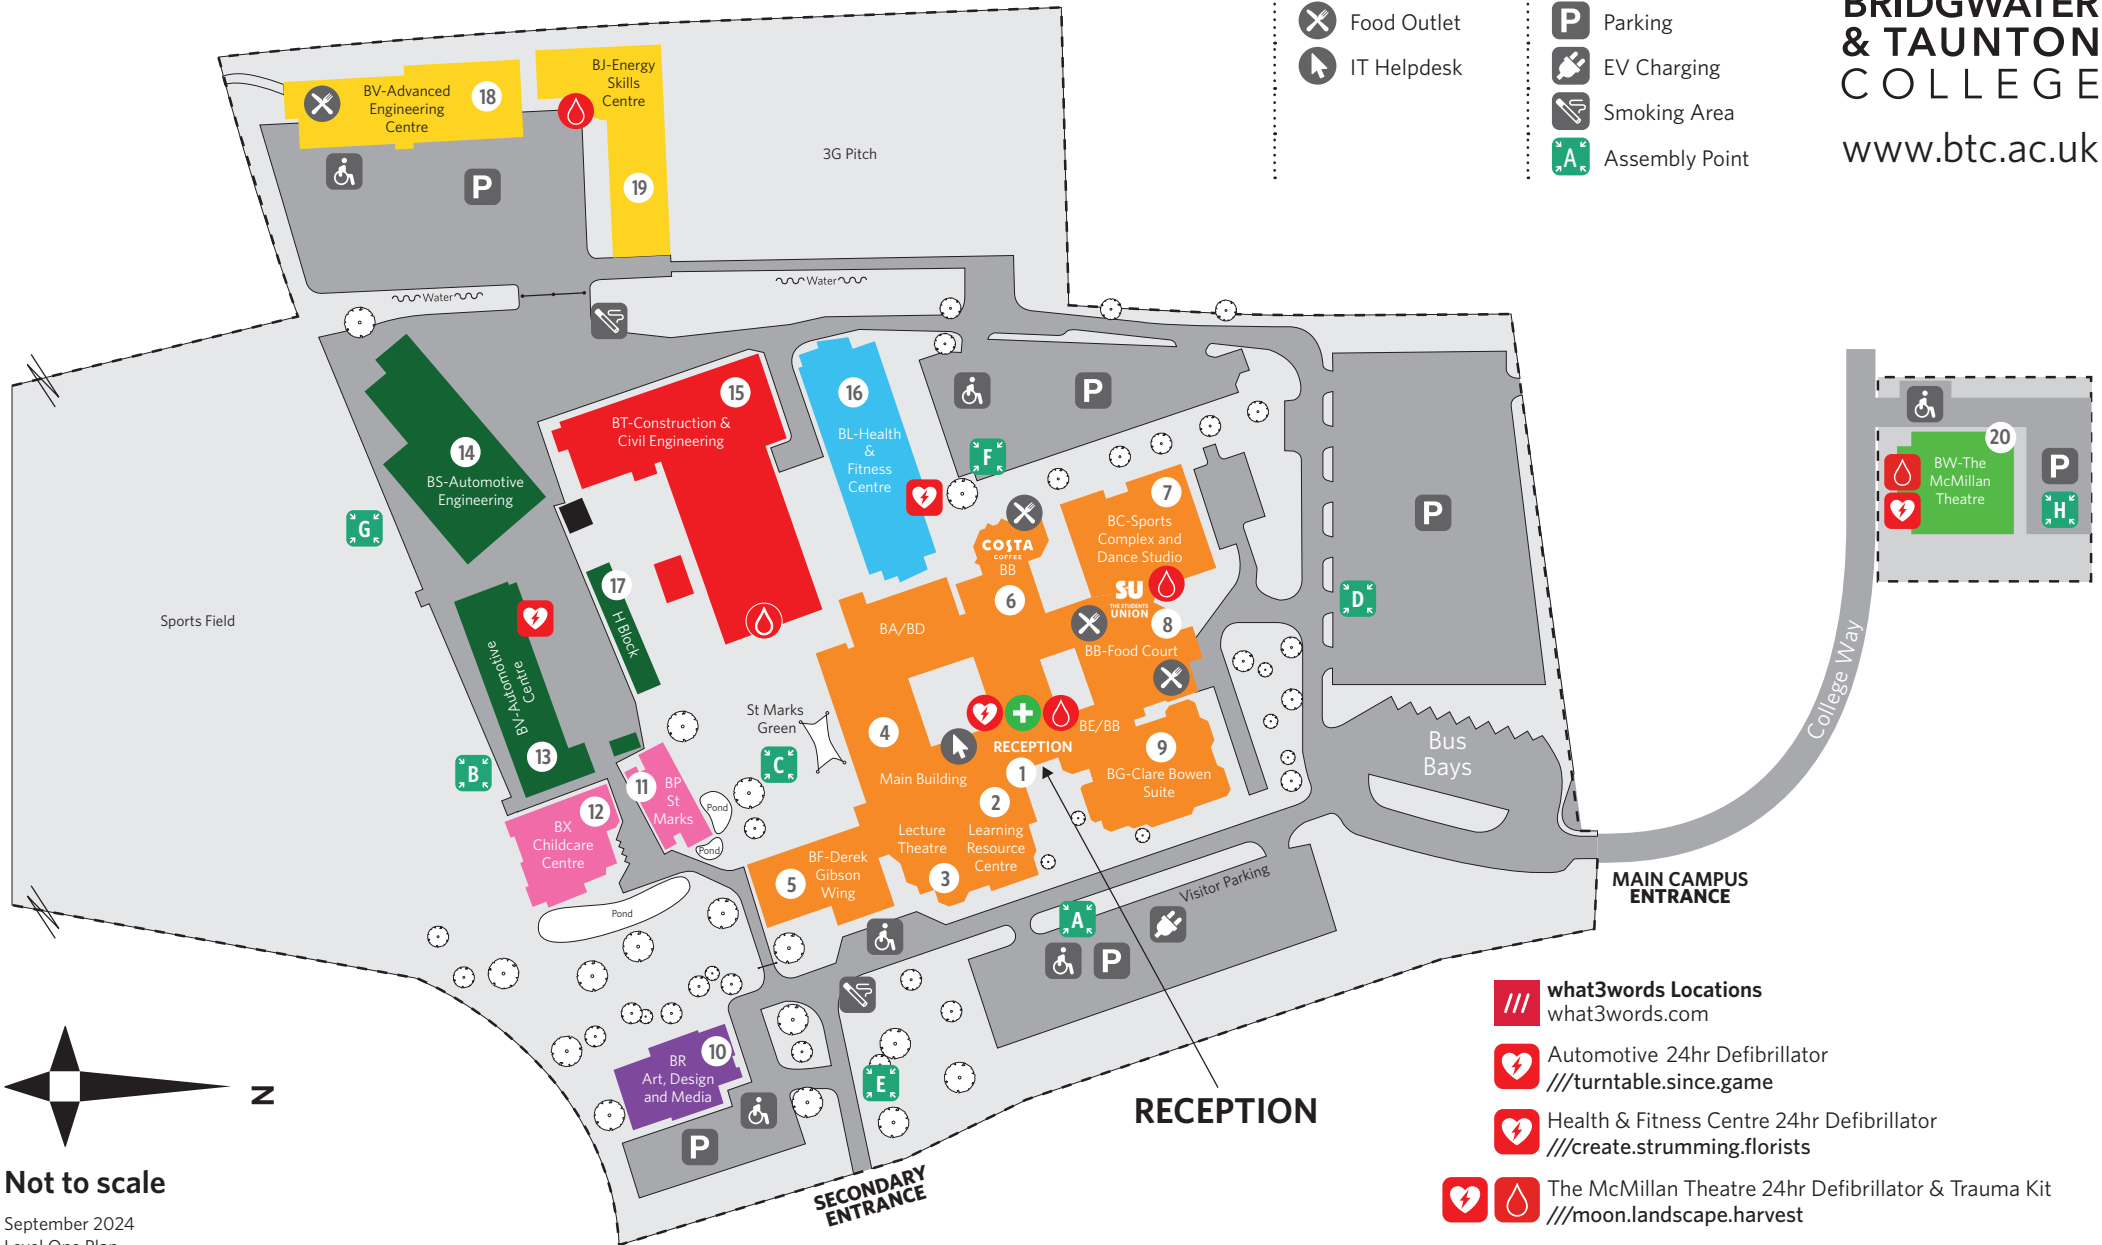 Food Outlet
IT Helpdesk
P
Parking
EV Charging
Smoking Area
A
Assembly Point
BRIDGWATER
& TAUNTON
COLLEGE
www.btc.ac.uk
BV-Advanced
Engineering
Centre
18
BJ-Energy
Skills
Centre
19
P
3G Pitch
Water
Water
15
BT-Construction &
Civil Engineering
16
BL-Health
&
Fitness
Centre
P
F
14
BS-Automotive
Engineering
G
7
BC-Sports
Complex and
Dance Studio
P
20
BW-The
McMillan
Theatre
P
H
COSTA
COFFEE
BB
6
SU
THE STUDENTS
UNION
8
BB-Food Court
D
17
H Block
Sports Field
BA/BD
BV-Automotive
Centre
13
B
St Marks
Green
C
4
Main Building
RECEPTION
1
BE/BB
9
BG-Clare Bowen
Suite
Bus
Bays
College Way
11
BP
St
Marks
Pond
Pond
12
BX
Childcare
Centre
2
Learning
Resource
Centre
Lecture
Theatre
3
BF-Derek
Gibson
Wing
5
Pond
Visitor Parking
A
P
MAIN CAMPUS
ENTRANCE
10
BR
Art, Design
and Media
P
E
SECONDARY
ENTRANCE
RECEPTION
N
Not to scale
September 2024
Level One Plan
what3words Locations
what3words.com
Automotive 24hr Defibrillator
///turntable.since.game
Health & Fitness Centre 24hr Defibrillator
///create.strumming.florists
The McMillan Theatre 24hr Defibrillator & Trauma Kit
///moon.landscape.harvest